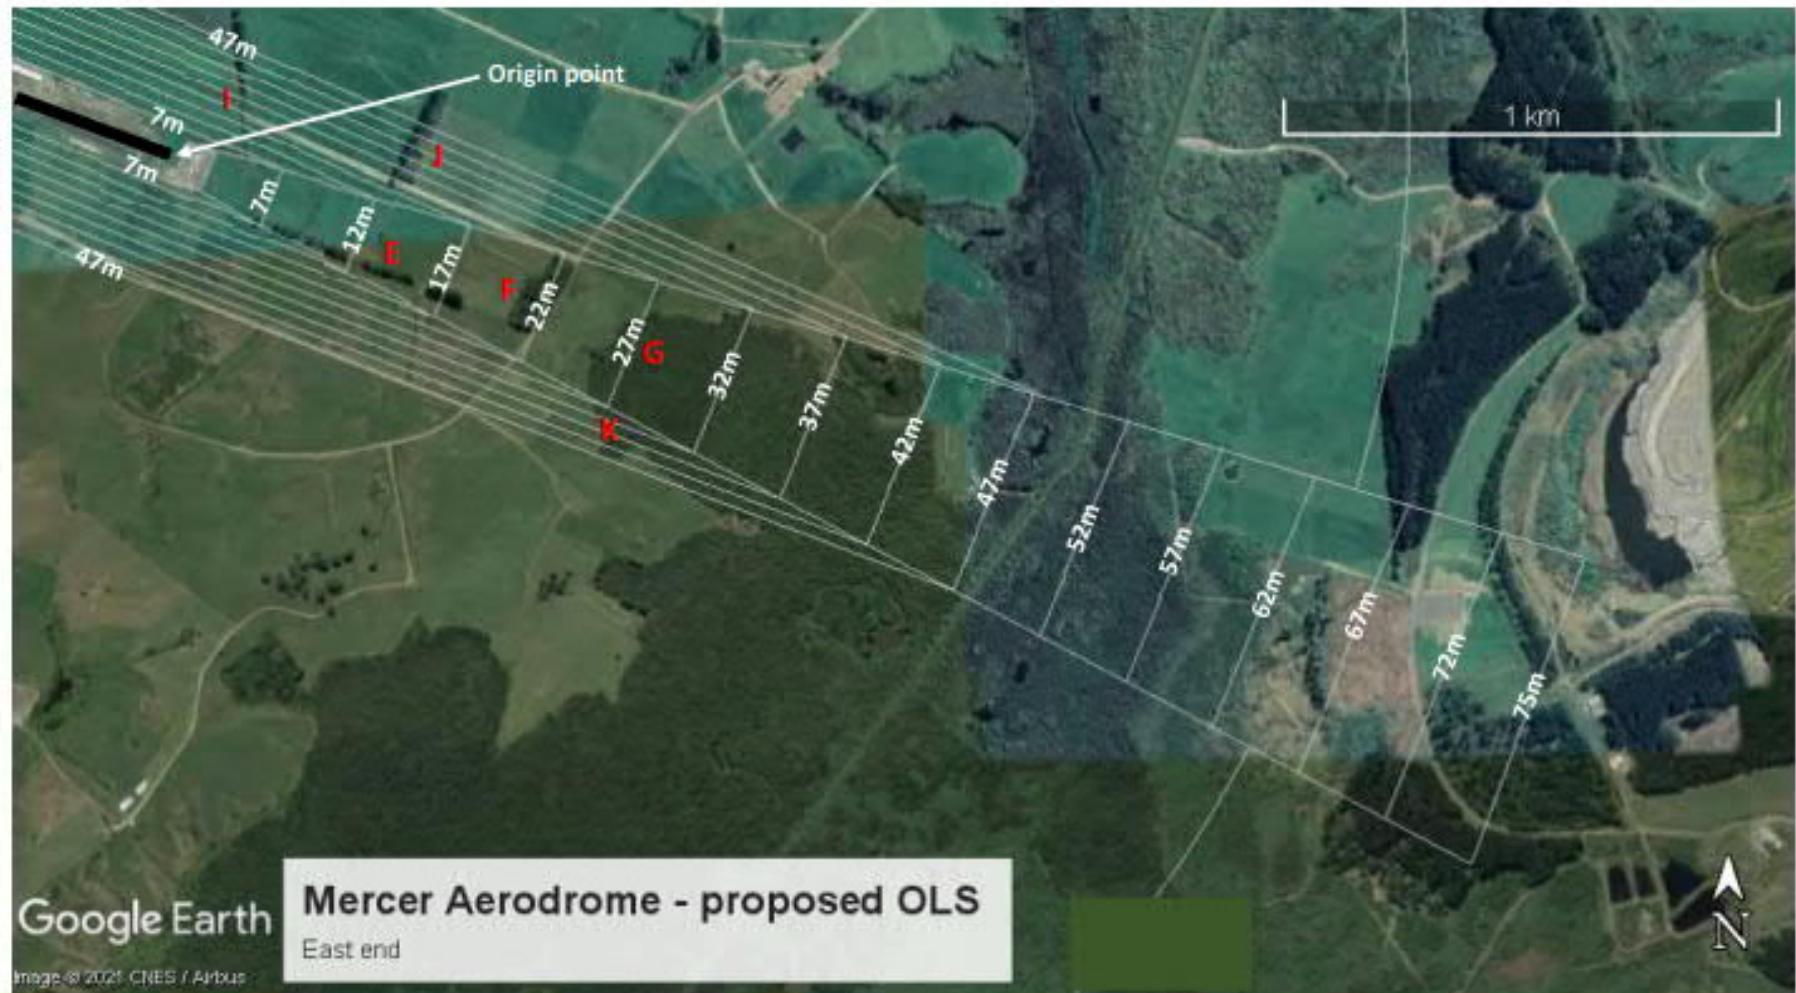 47m
Origin point
I
7m
1 km
J
7m
7m
12m
E
17m
47m
F
22m
27m
G
32m
37m
K
42m
47m
52m
57m
62m
67m
72m
75m
Mercer Aerodrome - proposed OLS
East end
Google Earth
Image © 2021 CNES / Airbus
N